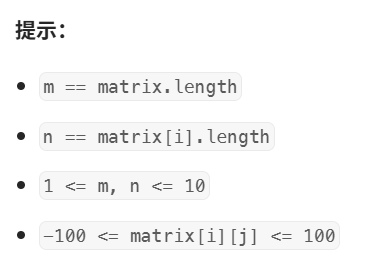 提示：
m == matrix.length
n == matrix[i].length
1 <= m, n <= 10
-100 <= matrix[i][j] <= 100